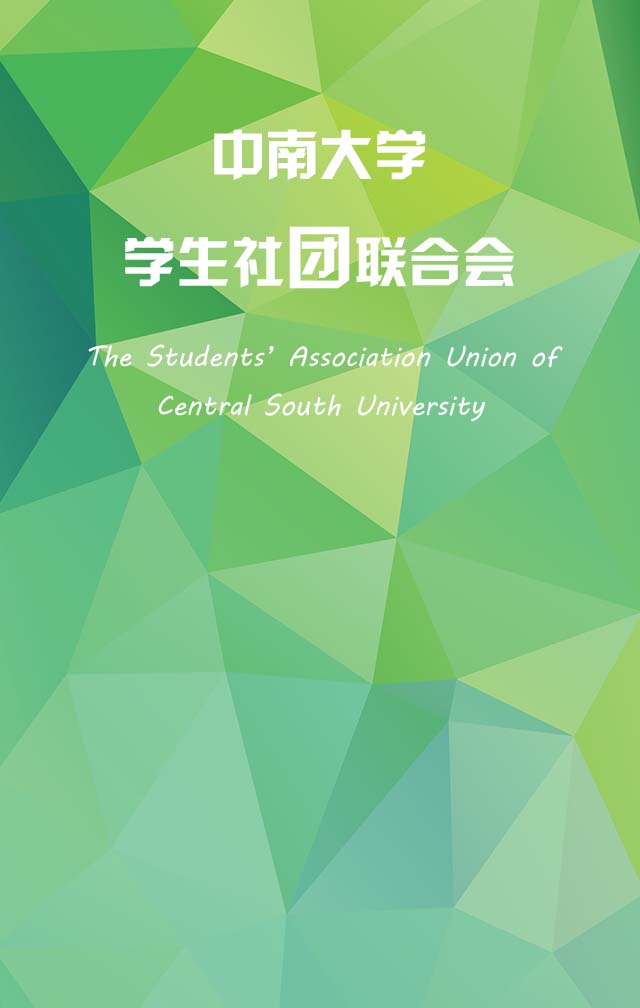 中南大学
学生社团联合会
The Students’ Association Union of
Central South University